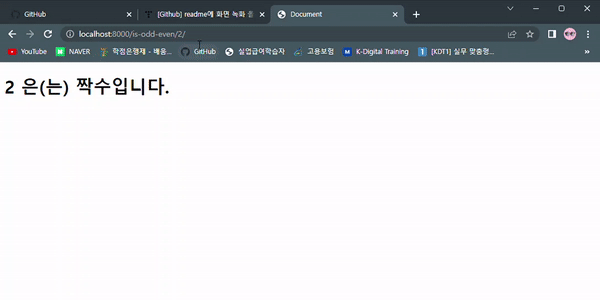 GitHub
[Github] readme에 화면 녹화 를
Document
localhost:8000/is-odd-even/2/
YouTube
NAVER
학점은행제 - 배움...
GitHub
실업급여학습자
고용보험
K-Digital Training
[KDT1] 실무 맞춤형...
2 은(는) 짝수입니다.